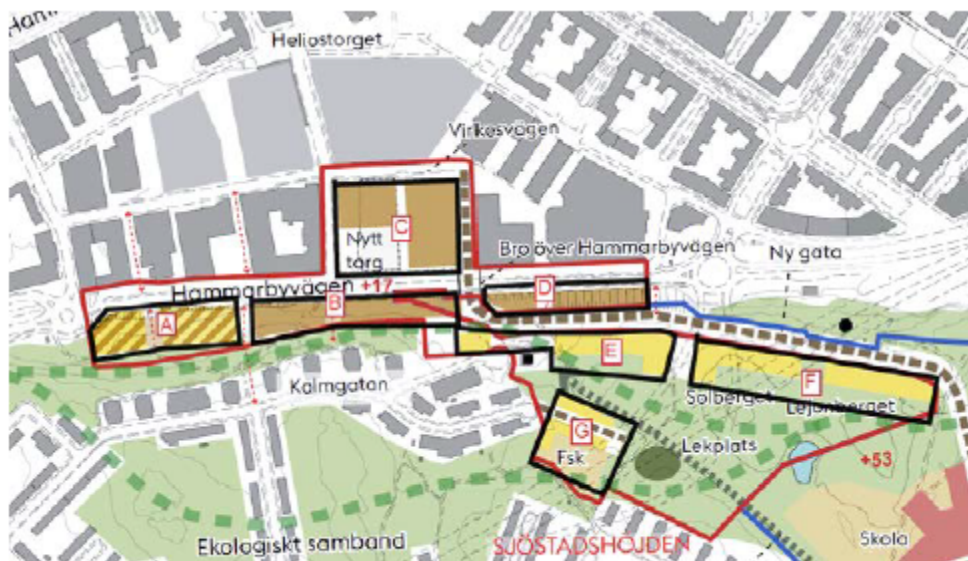 Heliostorget
Virkesvägen
C
Nytt
torg
Bro över Hammarbyvägen
Ny gata
Hammarbyvägen +17
D
A
B
E
F
Kalmgatan
Solberget
Lejonberget
G
Fsk
Lekplats
+53
Ekologiskt samband
SJÖSTADSHÖJDEN
Skola